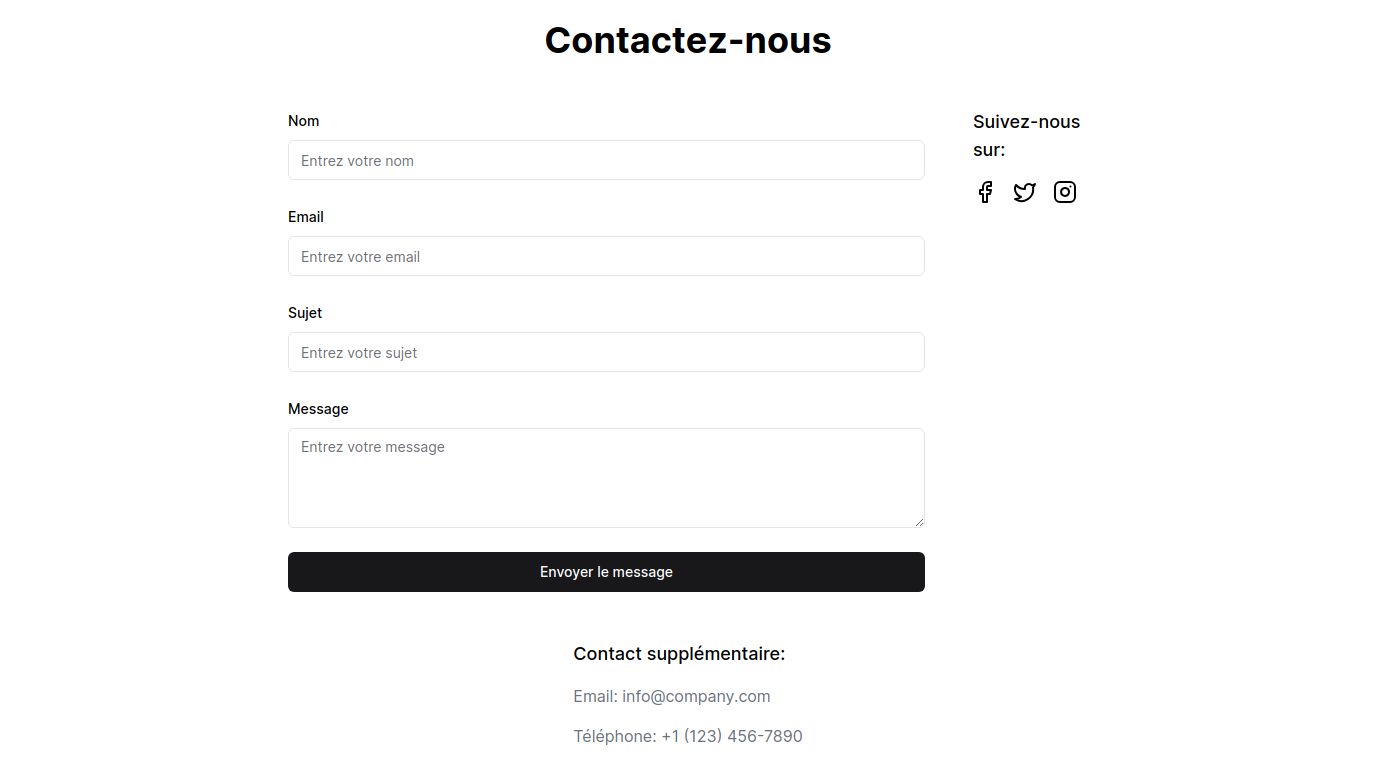 Contactez-nous
Nom
Entrez votre nom
Email
Entrez votre email
Sujet
Entrez votre sujet
Message
Entrez votre message
Envoyer le message
Suivez-nous
sur:
Contact supplémentaire:
Email: info@company.com
Téléphone: +1 (123) 456-7890